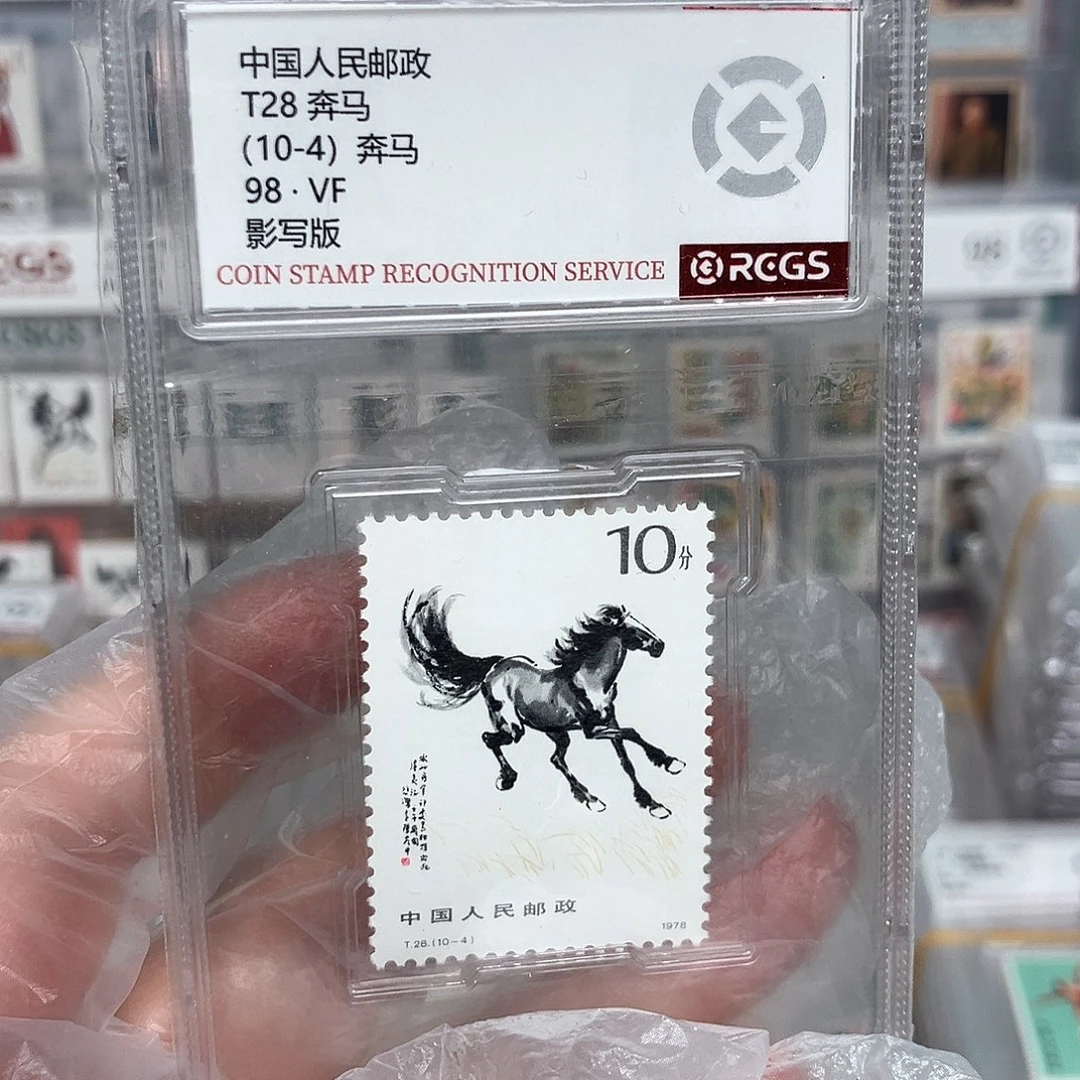 中国人民邮政
T28 奔马
(10-4) 奔马
98 · VF
影写版
COIN STAMP RECOGNITION SERVICE
RCGS
CGS
10分
中国人民邮政
T.28.(10-4)
1978